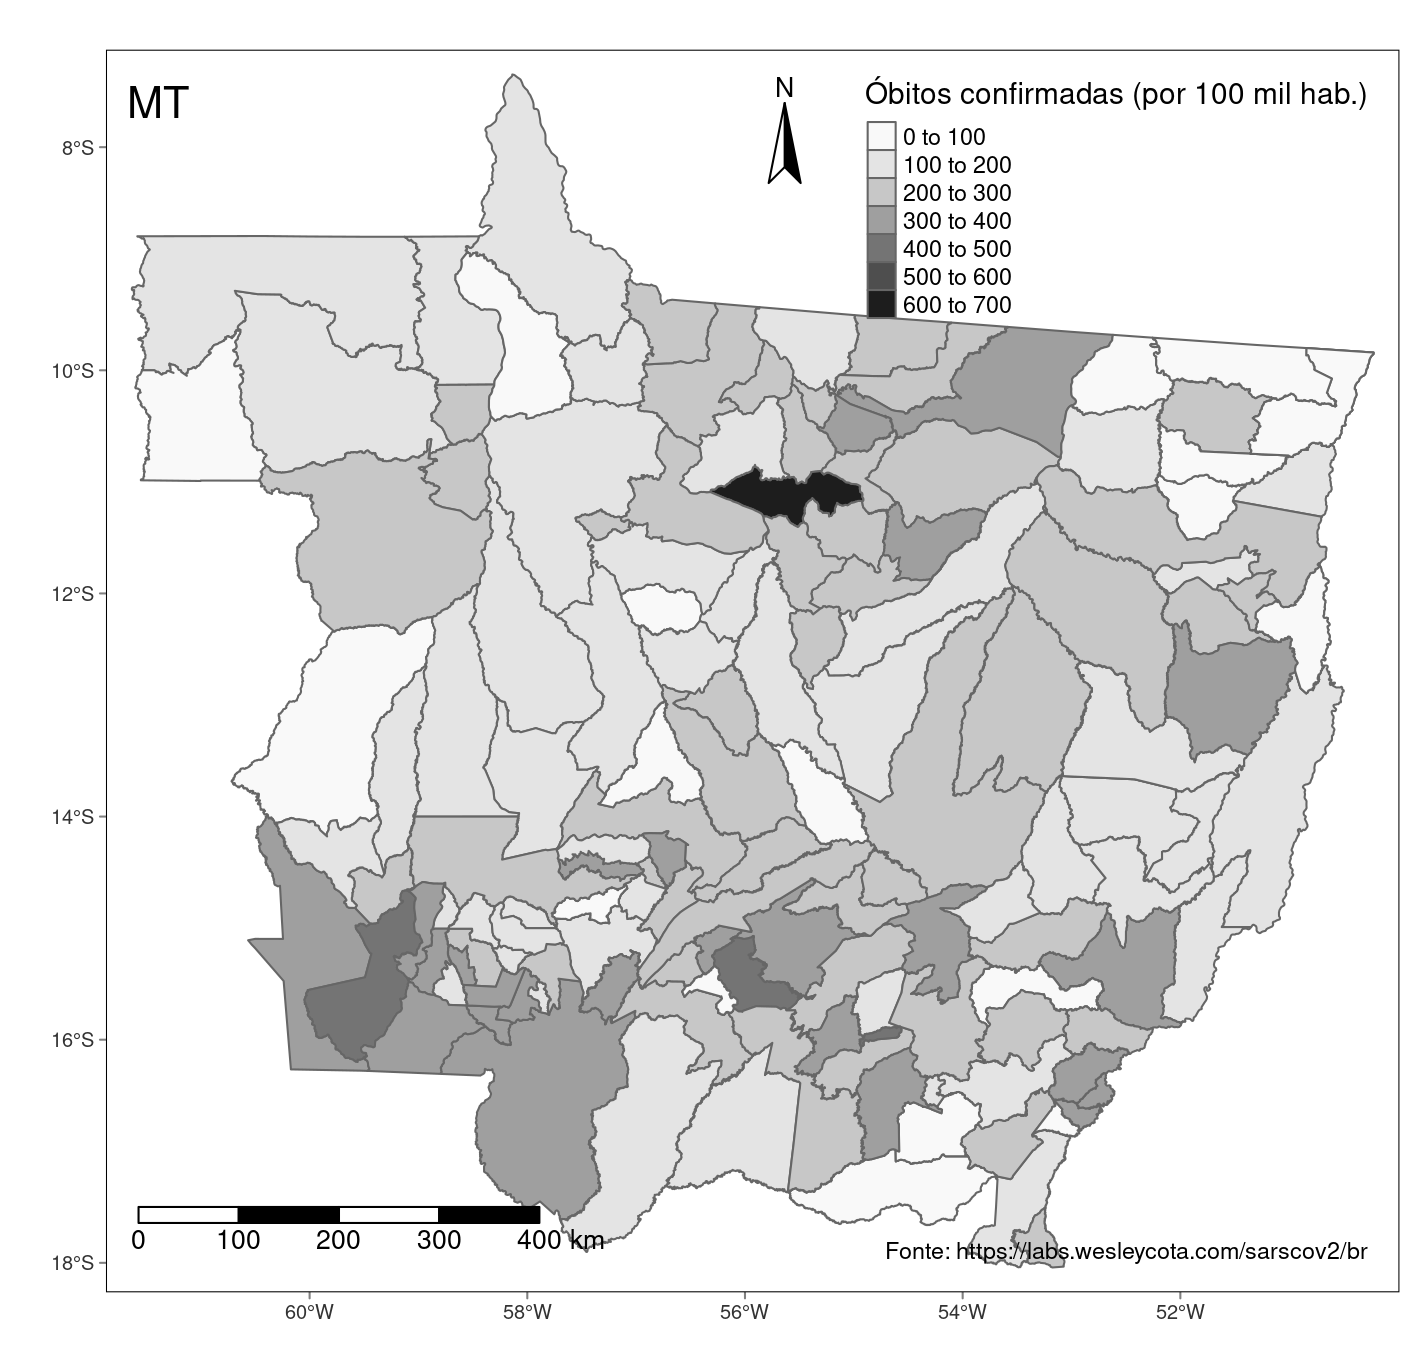 MT
N
Óbitos confirmadas (por 100 mil hab.)
0 to 100
100 to 200
200 to 300
300 to 400
400 to 500
500 to 600
600 to 700
8°S
10°S
12°S
14°S
16°S
18°S
0 100 200 300 400 km
Fonte: https://labs.wesleycota.com/sarscov2/br
60°W 58°W 56°W 54°W 52°W